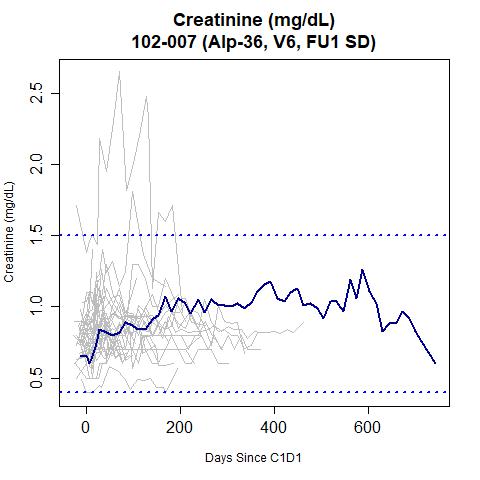 Creatinine (mg/dL)
102-007 (Alp-36, V6, FU1 SD)
Creatinine (mg/dL)
2.5
2.0
1.5
1.0
0.5
0 200 400 600
Days Since C1D1